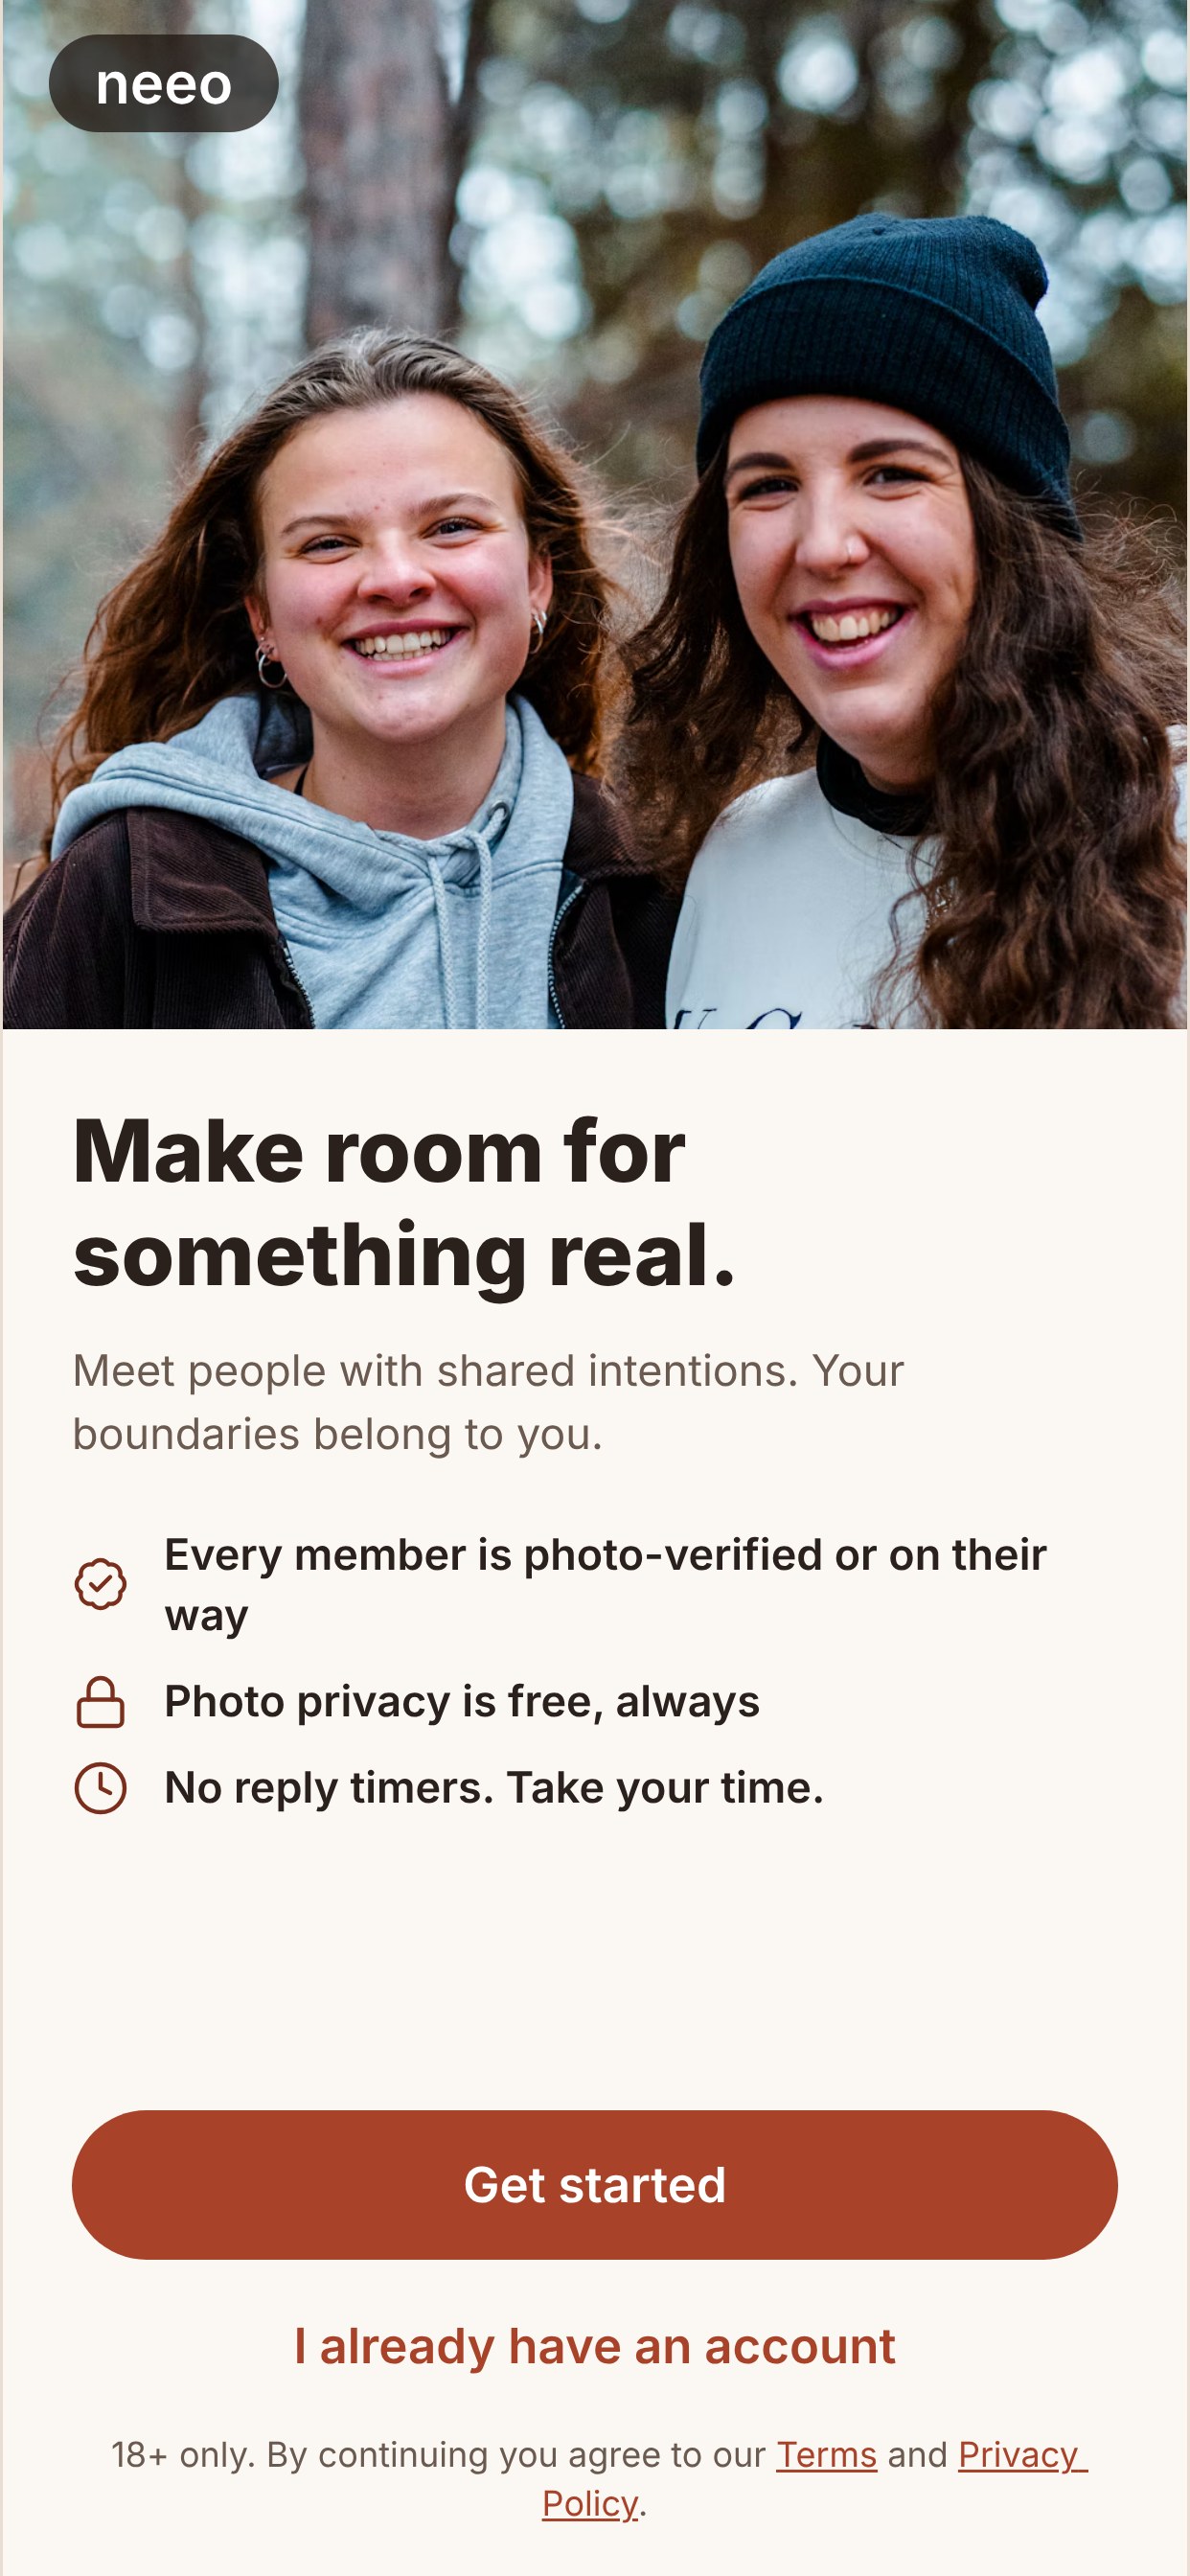 neeo
Make room for
something real.
Meet people with shared intentions. Your
boundaries belong to you.
Every member is photo-verified or on their
way
Photo privacy is free, always
No reply timers. Take your time.
Get started
I already have an account
18+ only. By continuing you agree to our Terms and Privacy
Policy.